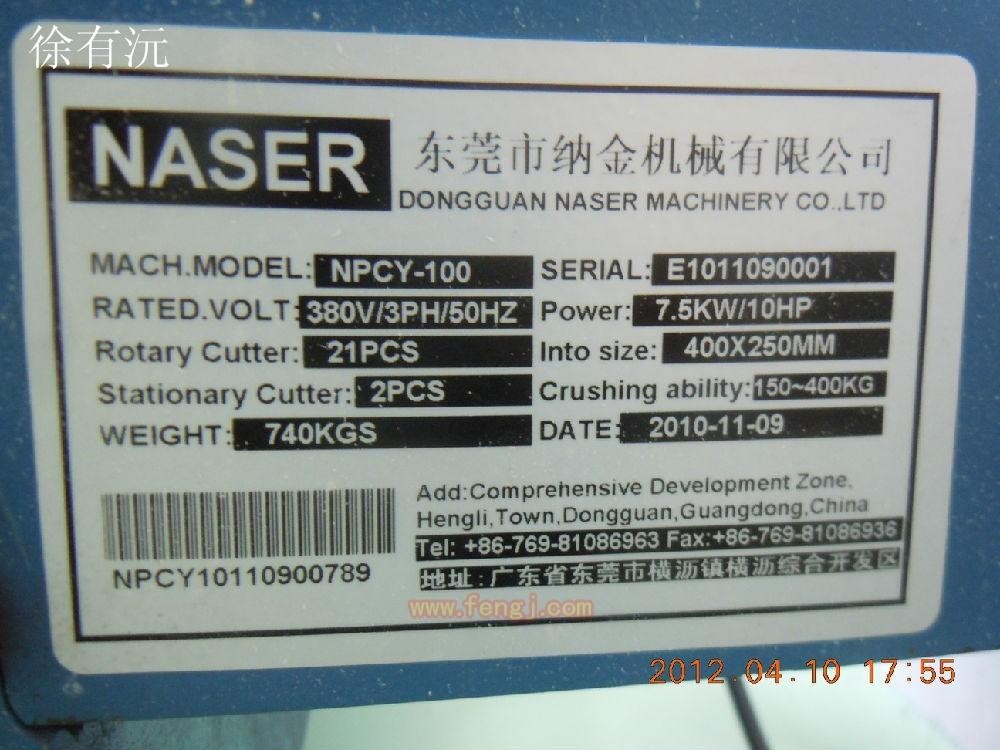 徐有沅
NASER
东莞市纳金机械有限公司
DONGGUAN NASER MACHINERY CO.,LTD
MACH.MODEL: NPCY-100 SERIAL: E1011090001
RATED.VOLT: 380V/3PH/50HZ Power: 7.5KW/10HP
Rotary Cutter: 21PCS Into size: 400X250MM
Stationary Cutter: 2PCS Crushing ability: 150~400KG
WEIGHT: 740KGS DATE: 2010-11-09
NPCY10110900789
Add:Comprehensive Development Zone,
Hengli,Town,Dongguan,Guangdong,China
Tel: +86-769-81086963 Fax:+86-769-81086936
地址:广东省东莞市横沥镇横沥综合开发区
www.fengj.com
2012.04.10 17:55